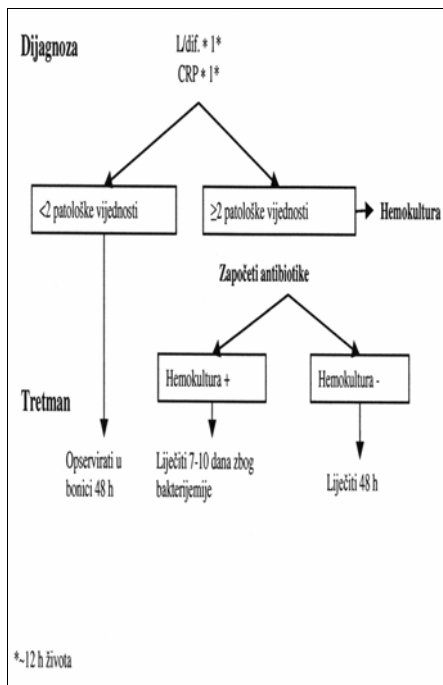 Dijagnoza
L/dif. * 1*
CRP * 1*
<2 patološke vijednosti
≥2 patološke vijednosti
Hemokultura
Započeti antibiotike
Hemokultura +
Hemokultura -
Tretman
Opservirati u
bonici 48 h
Liječiti 7-10 dana zbog
bakterijemije
Liječiti 48 h
*~12 h života